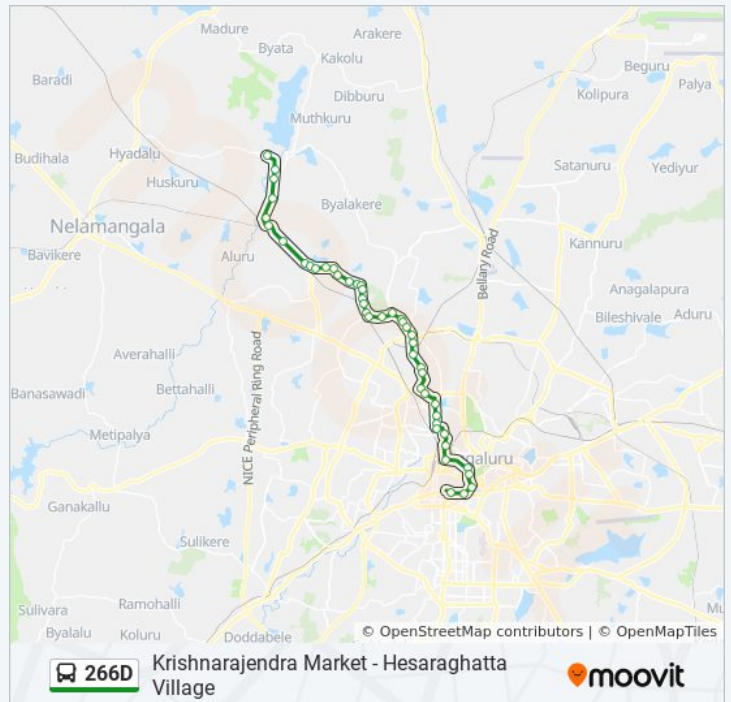 Madure
Arakere
Byata
Kakolu
Beguru
Baradi
Kolipura
Palya
Dibburu
Muthkuru
Budihala
Hyadalu
Satanuru
Yediyur
Huskuru
Byalakere
Nelamangala
Kannuru
Bavikere
Aluru
Bellary Road
Anagalapura
Bileshivale
Aduru
Averahalli
NICE Peripheral Ring Road
Banasawadi
Bettahalli
Metipalya
galuru
Ganakallu
Sulikere
Sulivara
Ramohalli
Byalalu
Koluru
Doddabele
Mu
© OpenStreetMap contributors | © OpenMapTiles
266D
Krishnarajendra Market - Hesaraghatta
Village
moovit